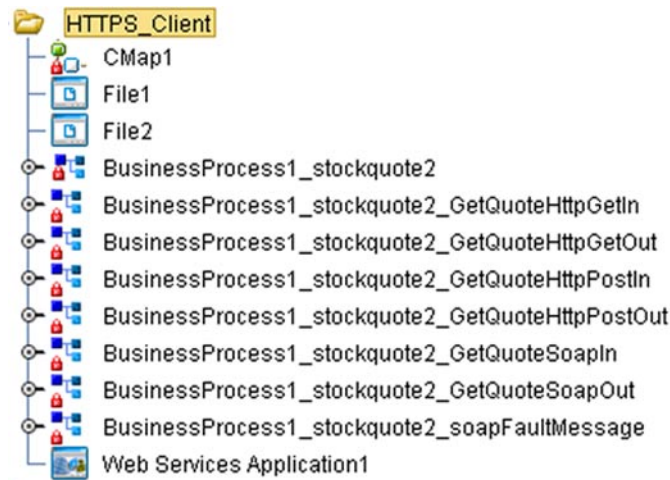 HTTPS_Client
CMap1
File1
File2
BusinessProcess1_stockquote2
BusinessProcess1_stockquote2_GetQuoteHttpGetIn
BusinessProcess1_stockquote2_GetQuoteHttpGetOut
BusinessProcess1_stockquote2_GetQuoteHttpPostIn
BusinessProcess1_stockquote2_GetQuoteHttpPostOut
BusinessProcess1_stockquote2_GetQuoteSoapIn
BusinessProcess1_stockquote2_GetQuoteSoapOut
BusinessProcess1_stockquote2_soapFaultMessage
Web Services Application1